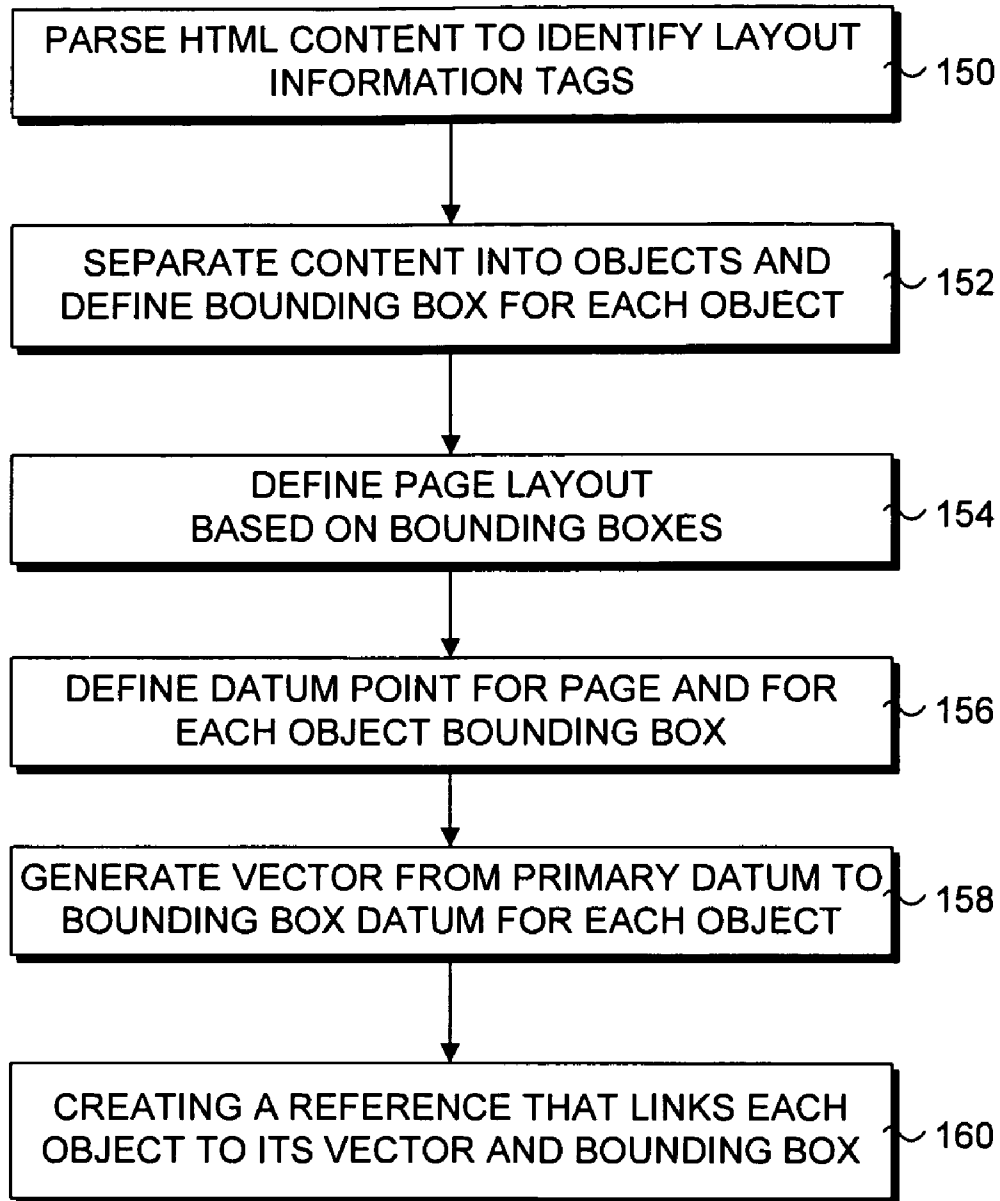 PARSE HTML CONTENT TO IDENTIFY LAYOUT
INFORMATION TAGS
150
SEPARATE CONTENT INTO OBJECTS AND
DEFINE BOUNDING BOX FOR EACH OBJECT
152
DEFINE PAGE LAYOUT
BASED ON BOUNDING BOXES
154
DEFINE DATUM POINT FOR PAGE AND FOR
EACH OBJECT BOUNDING BOX
156
GENERATE VECTOR FROM PRIMARY DATUM TO
BOUNDING BOX DATUM FOR EACH OBJECT
158
CREATING A REFERENCE THAT LINKS EACH
OBJECT TO ITS VECTOR AND BOUNDING BOX
160